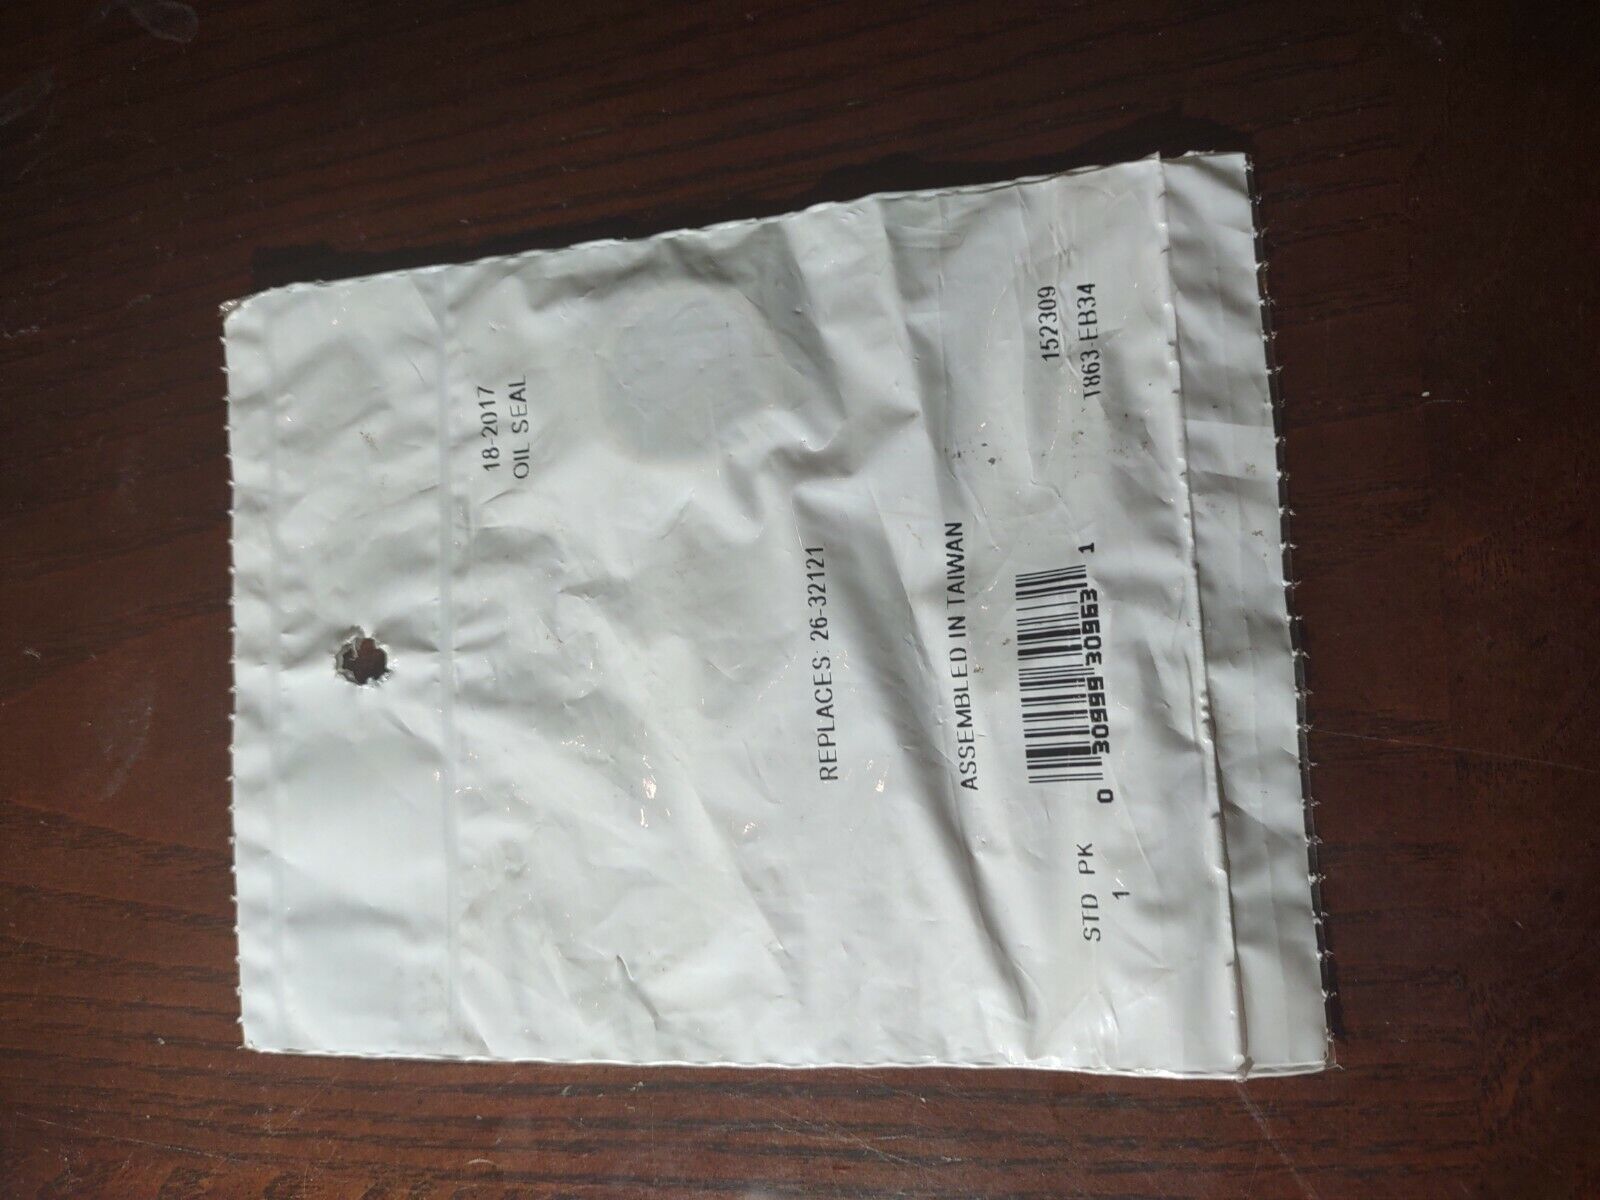 18-2017
OIL SEAL
REPLACES: 26-32121
ASSEMBLED IN TAIWAN
152309
T863-EB34
0 30999 30963 1
STD PK
1